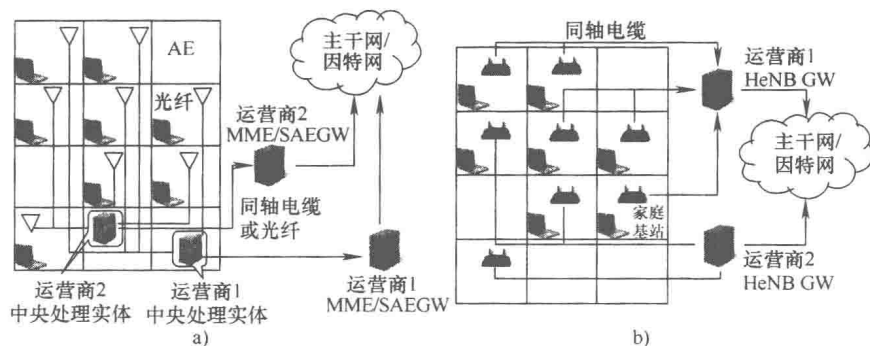 AE
光纤
主干网/
因特网
运营商2
MME/SAEGW
同轴电缆
或光纤
运营商2
中央处理实体
运营商1
中央处理实体
运营商1
MME/SAEGW
a)
同轴电缆
运营商1
HeNB GW
主干网/
因特网
家庭
基站
运营商2
HeNB GW
b)